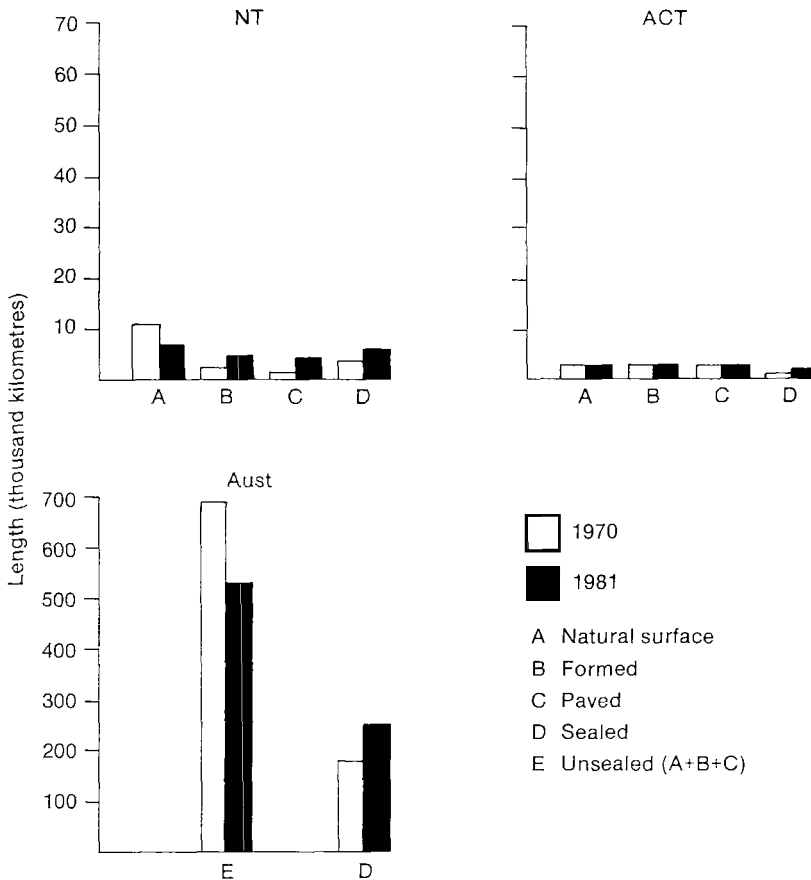 NT
70
60
50
40
30
20
10
A B C D
ACT
A B C D
Length (thousand kilometres)
Aust
700
600
500
400
300
200
100
E D
1970
1981
A Natural surface
B Formed
C Paved
D Sealed
E Unsealed (A+B+C)